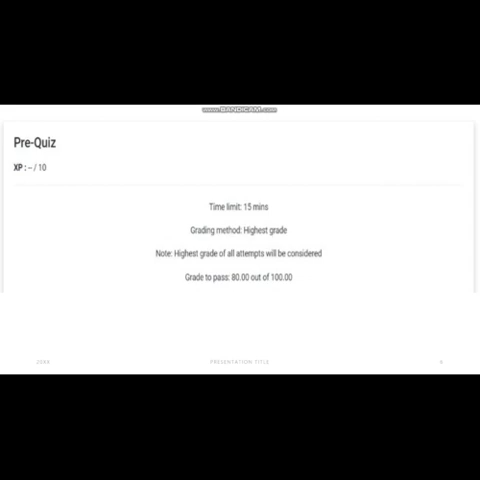 www.BANDICAM.com
Pre-Quiz
XP : -- / 10
Time limit: 15 mins
Grading method: Highest grade
Note: Highest grade of all attempts will be considered
Grade to pass: 80.00 out of 100.00
PRESENTATION TITLE